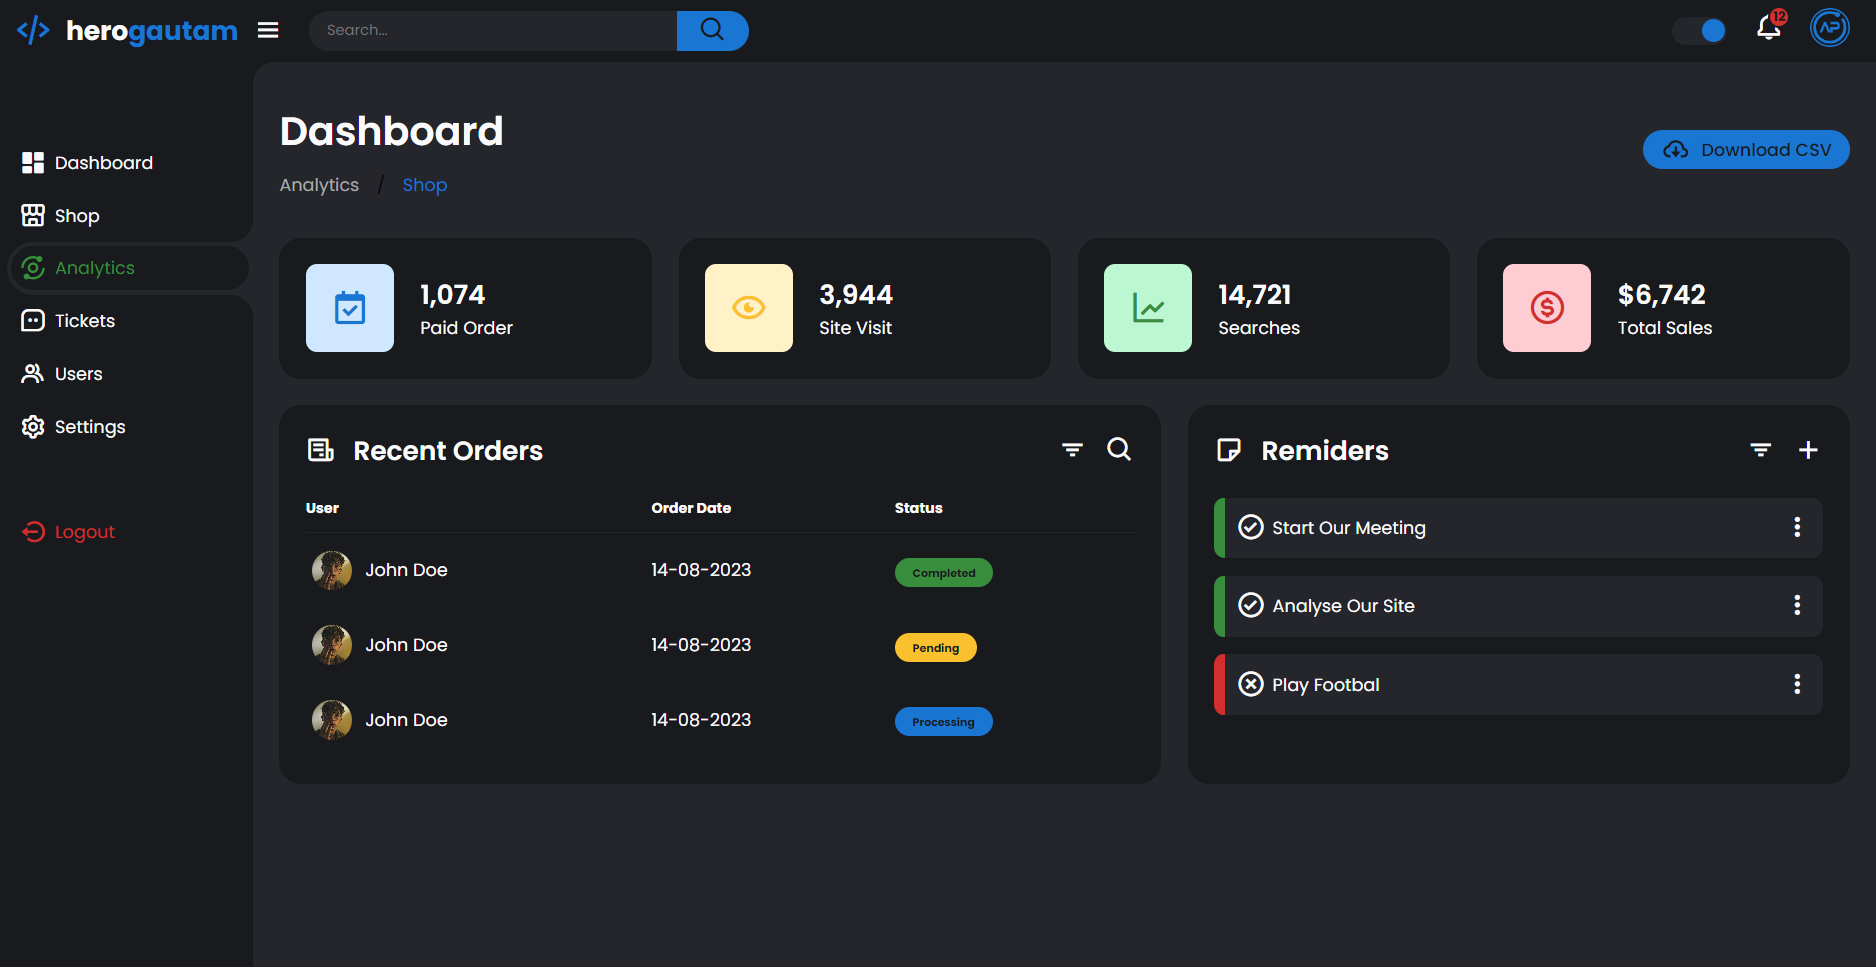 </> herogautam
Search...
12
AP
Dashboard
Shop
Analytics
Tickets
Users
Settings
Logout
Dashboard
Analytics / Shop
Download CSV
1,074
Paid Order
3,944
Site Visit
14,721
Searches
$6,742
Total Sales
Recent Orders
User Order Date Status
John Doe 14-08-2023 Completed
John Doe 14-08-2023 Pending
John Doe 14-08-2023 Processing
Remiders
Start Our Meeting
Analyse Our Site
Play Footbal